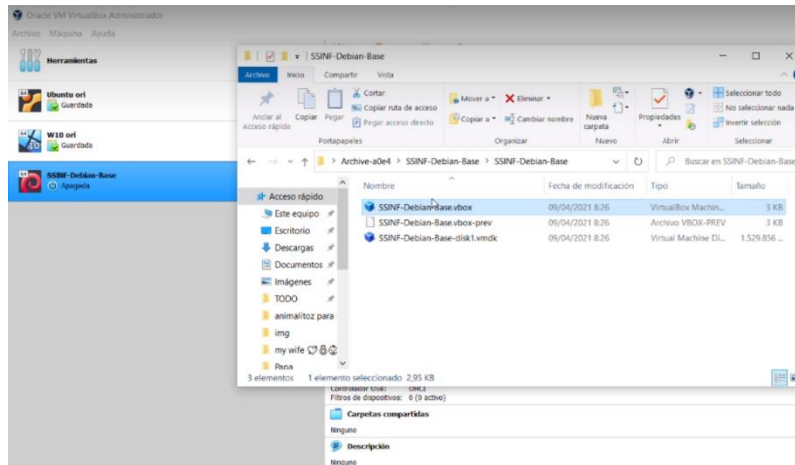 Oracle VM VirtualBox Administrador
Archivo Máquina Ayuda
Herramientas
Ubuntu ori
Guardada
W10 ori
Guardada
SSINF-Debian-Base
Apagada
SSINF-Debian-Base
Archivo Inicio Compartir Vista
Anclar al Acceso rápido
Copiar
Pegar
Cortar
Copiar ruta de acceso
Pegar acceso directo
Portapapeles
Mover a
Copiar a
Eliminar
Cambiar nombre
Organizar
Nueva carpeta
Nuevo
Propiedades
Abrir
Seleccionar todo
No seleccionar nada
Invertir selección
Seleccionar
Archive-a0e4 > SSINF-Debian-Base > SSINF-Debian-Base
Buscar en SSINF-Debian-Base
Nombre Fecha de modificación Tipo Tamaño
SSINF-Debian-Base.vbox 09/04/2021 8:26 VirtualBox Machin... 3 KB
SSINF-Debian-Base.vbox-prev 09/04/2021 8:26 Archivo VBOX-PREV 3 KB
SSINF-Debian-Base-disk1.vmdk 09/04/2021 8:26 Virtual Machine Di... 1.529.856 ...
Acceso rápido
Este equipo
Escritorio
Descargas
Documentos
Imágenes
TODO
animalitoz para
img
my wife
Papa
3 elementos 1 elemento seleccionado 2,95 KB
Controlador USB: OHCI
Filtros de dispositivos: 0 (0 activo)
Carpetas compartidas
Ninguno
Descripción
Ninguno